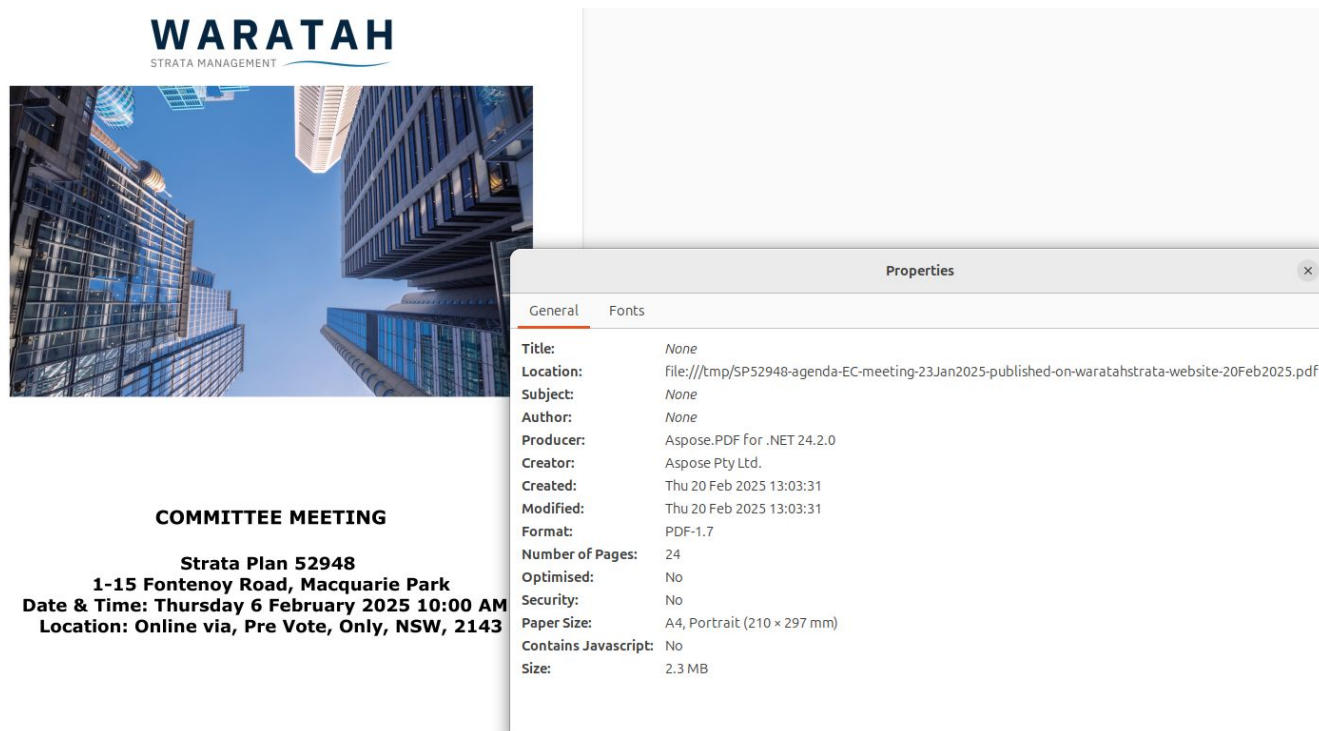 WARATAH
STRATA MANAGEMENT
COMMITTEE MEETING
Strata Plan 52948
1-15 Fontenoy Road, Macquarie Park
Date & Time: Thursday 6 February 2025 10:00 AM
Location: Online via, Pre Vote, Only, NSW, 2143
Properties
General Fonts
Title: None
Location: file:///tmp/SP52948-agenda-EC-meeting-23Jan2025-published-on-waratahstrata-website-20Feb2025.pdf
Subject: None
Author: None
Producer: Aspose.PDF for .NET 24.2.0
Creator: Aspose Pty Ltd.
Created: Thu 20 Feb 2025 13:03:31
Modified: Thu 20 Feb 2025 13:03:31
Format: PDF-1.7
Number of Pages: 24
Optimised: No
Security: No
Paper Size: A4, Portrait (210 × 297 mm)
Contains Javascript: No
Size: 2.3 MB